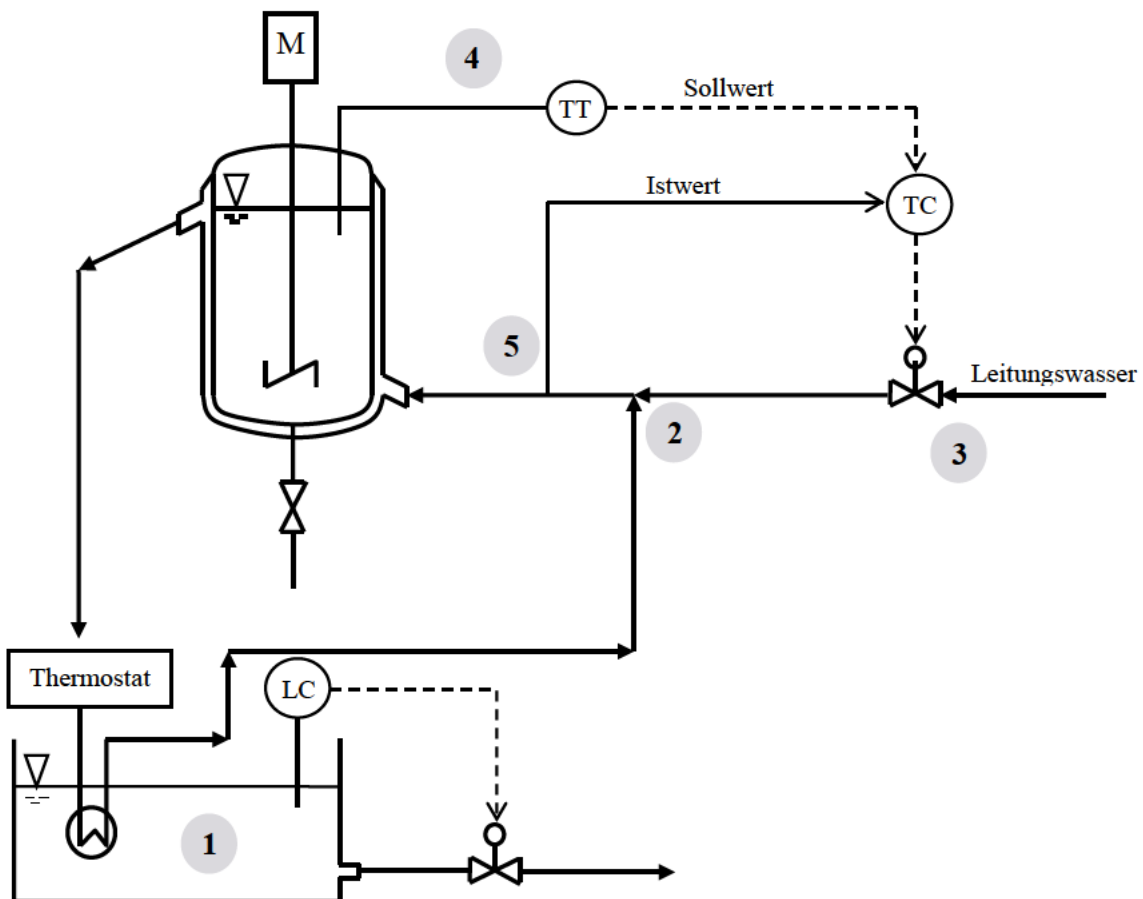 M
4
TT
Sollwert
Istwert
TC
5
Leitungswasser
2
3
Thermostat
LC
1